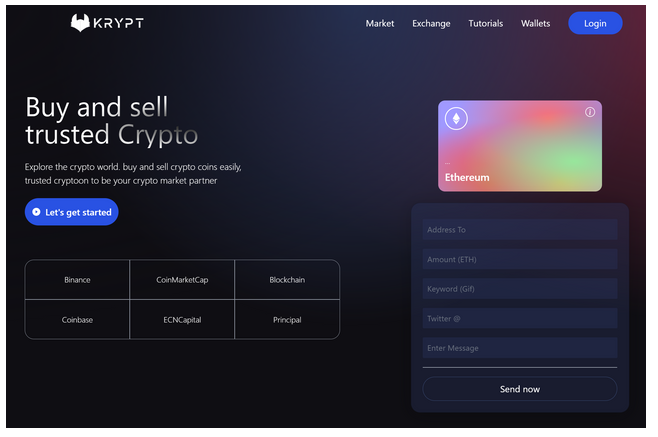 KRYPT
Market Exchange Tutorials Wallets Login
Buy and sell
trusted Crypto
Explore the crypto world. buy and sell crypto coins easily,
trusted cryptoon to be your crypto market partner
Let's get started
Binance CoinMarketCap Blockchain
Coinbase ECNCapital Principal
Ethereum
Address To
Amount (ETH)
Keyword (Gif)
Twitter @
Enter Message
Send now